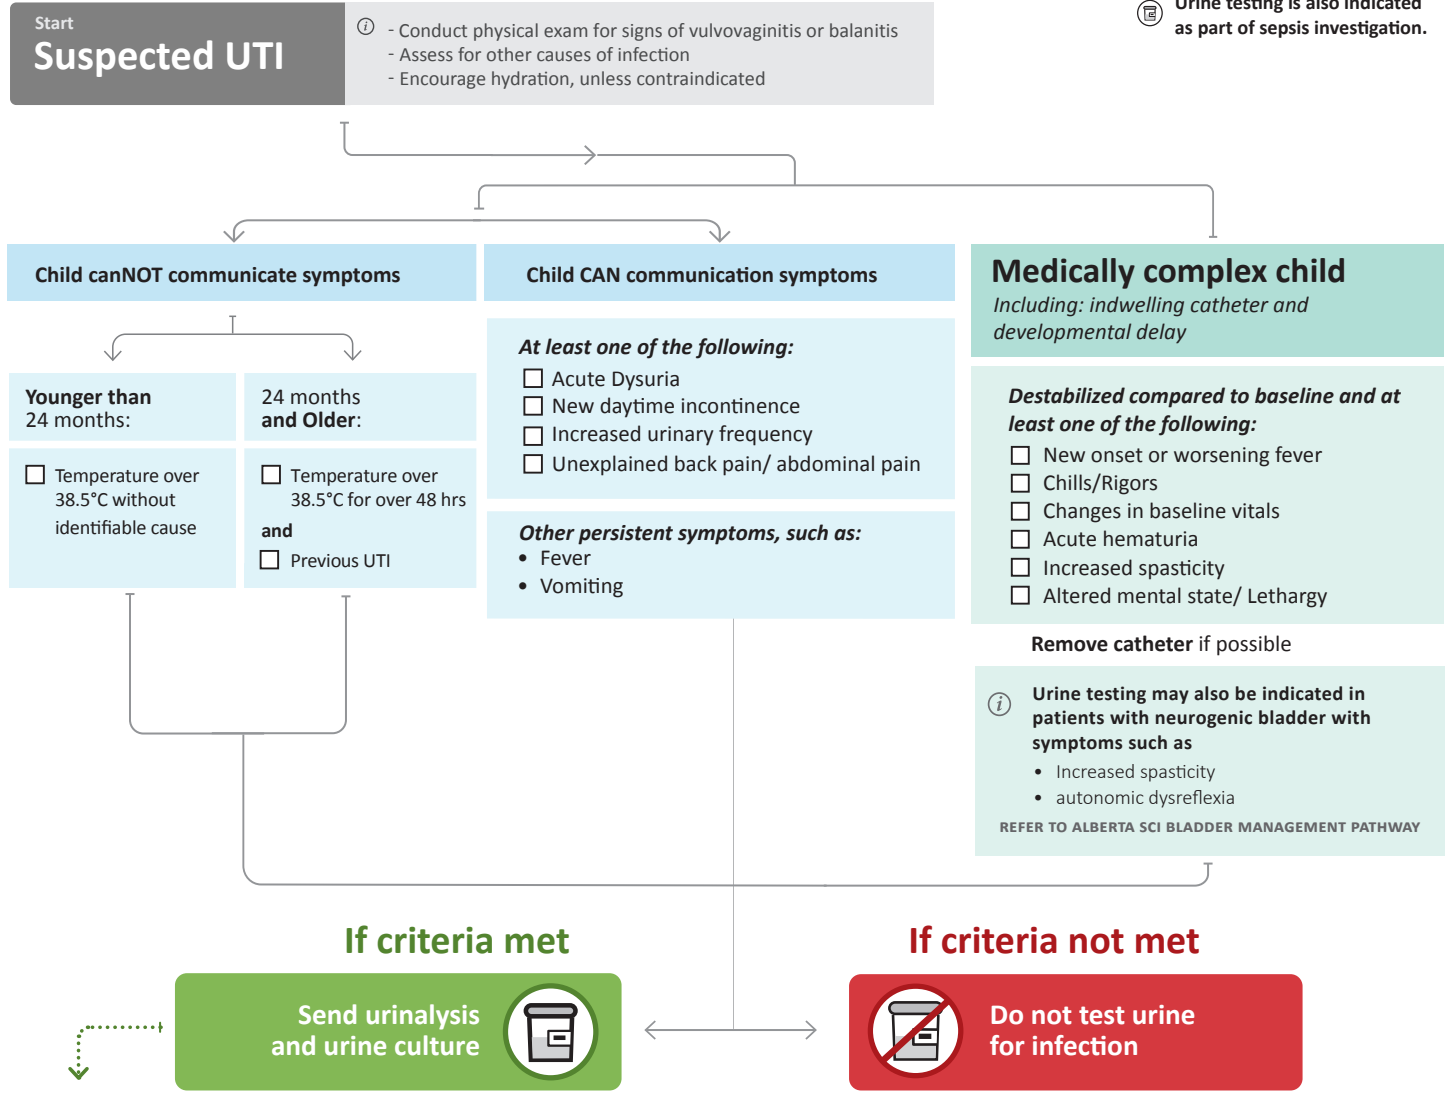 Start
Suspected UTI
- Conduct physical exam for signs of vulvovaginitis or balanitis
- Assess for other causes of infection
- Encourage hydration, unless contraindicated
Urine testing is also indicated
as part of sepsis investigation.
Child canNOT communicate symptoms
Younger than
24 months:
Temperature over
38.5°C without
identifiable cause
24 months
and Older:
Temperature over
38.5°C for over 48 hrs
and
Previous UTI
Child CAN communication symptoms
At least one of the following:
Acute Dysuria
New daytime incontinence
Increased urinary frequency
Unexplained back pain/ abdominal pain
Other persistent symptoms, such as:
• Fever
• Vomiting
Medically complex child
Including: indwelling catheter and
developmental delay
Destabilized compared to baseline and at
least one of the following:
New onset or worsening fever
Chills/Rigors
Changes in baseline vitals
Acute hematuria
Increased spasticity
Altered mental state/ Lethargy
Remove catheter if possible
i
Urine testing may also be indicated in
patients with neurogenic bladder with
symptoms such as
• Increased spasticity
• autonomic dysreflexia
REFER TO ALBERTA SCI BLADDER MANAGEMENT PATHWAY
If criteria met
Send urinalysis
and urine culture
If criteria not met
Do not test urine
for infection